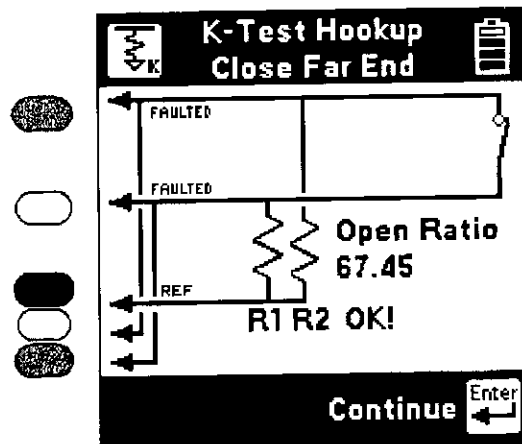 K
K-Test Hookup
Close Far End
FAULTED
FAULTED
Open Ratio
67.45
REF
R1 R2 OK!
Continue Enter